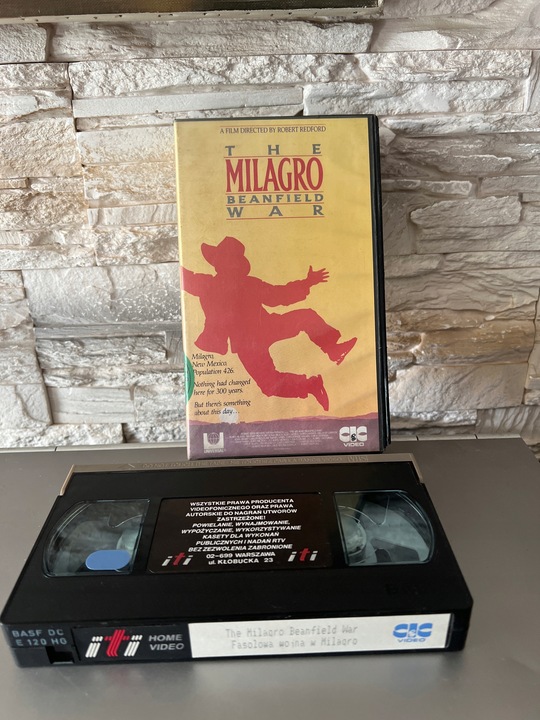 A FILM DIRECTED BY ROBERT REDFORD
THE
MILAGRO
BEANFIELD
WAR
Milagro,
New Mexico.
Population 426.
Nothing had changed
here for 300 years.
But there's something
about this day...
UNIVERSAL
CIC
VIDEO
WSZYSTKIE PRAWA PRODUCENTA
VIDEOFONICZNEGO ORAZ PRAWA
AUTORSKIE DO NAGRAŃ UTWORÓW
ZASTRZEŻONE!
POWIELANIE, WYNAJMOWANIE,
WYPOŻYCZANIE, WYKORZYSTYWANIE
KASETY DLA WYKONAŃ
PUBLICZNYCH I NADAŃ RTV
BEZ ZEZWOLENIA ZABRONIONE
iti 02-699 WARSZAWA iti
ul. KŁOBUCKA 23
BASF DC
E 120 HG
iti HOME
VIDEO
The Milagro Beanfield War
Fasolowa wojna w Milagro
CIC
VIDEO